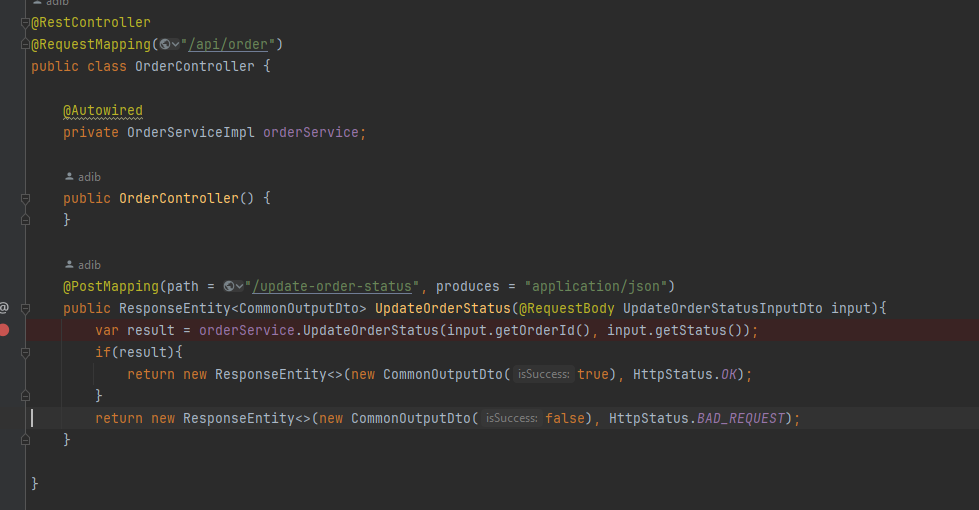 adib
@RestController
@RequestMapping("/api/order")
public class OrderController {
@Autowired
private OrderServiceImpl orderService;
adib
public OrderController() {
}
adib
@PostMapping(path = "/update-order-status", produces = "application/json")
public ResponseEntity<CommonOutputDto> UpdateOrderStatus(@RequestBody UpdateOrderStatusInputDto input){
var result = orderService.UpdateOrderStatus(input.getOrderId(), input.getStatus());
if(result){
return new ResponseEntity<>(new CommonOutputDto( isSuccess: true), HttpStatus.OK);
}
return new ResponseEntity<>(new CommonOutputDto( isSuccess: false), HttpStatus.BAD_REQUEST);
}
}